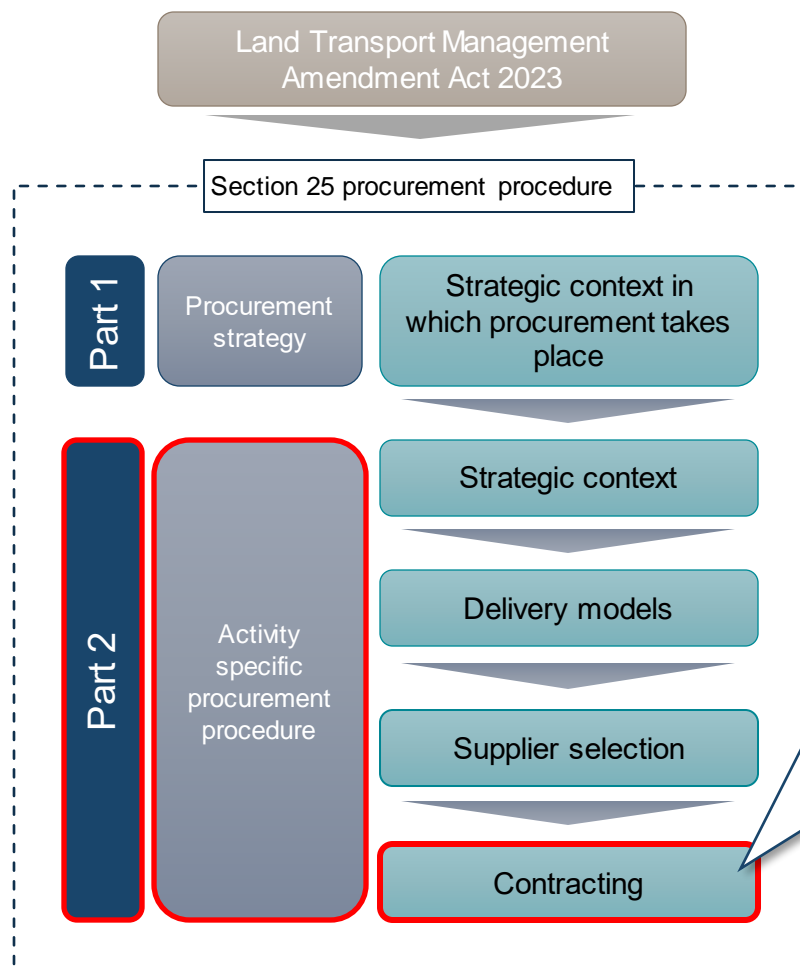 Land Transport Management
Amendment Act 2023
Section 25 procurement procedure
Part 1
Procurement
strategy
Strategic context in
which procurement takes
place
Part 2
Activity
specific
procurement
procedure
Strategic context
Delivery models
Supplier selection
Contracting